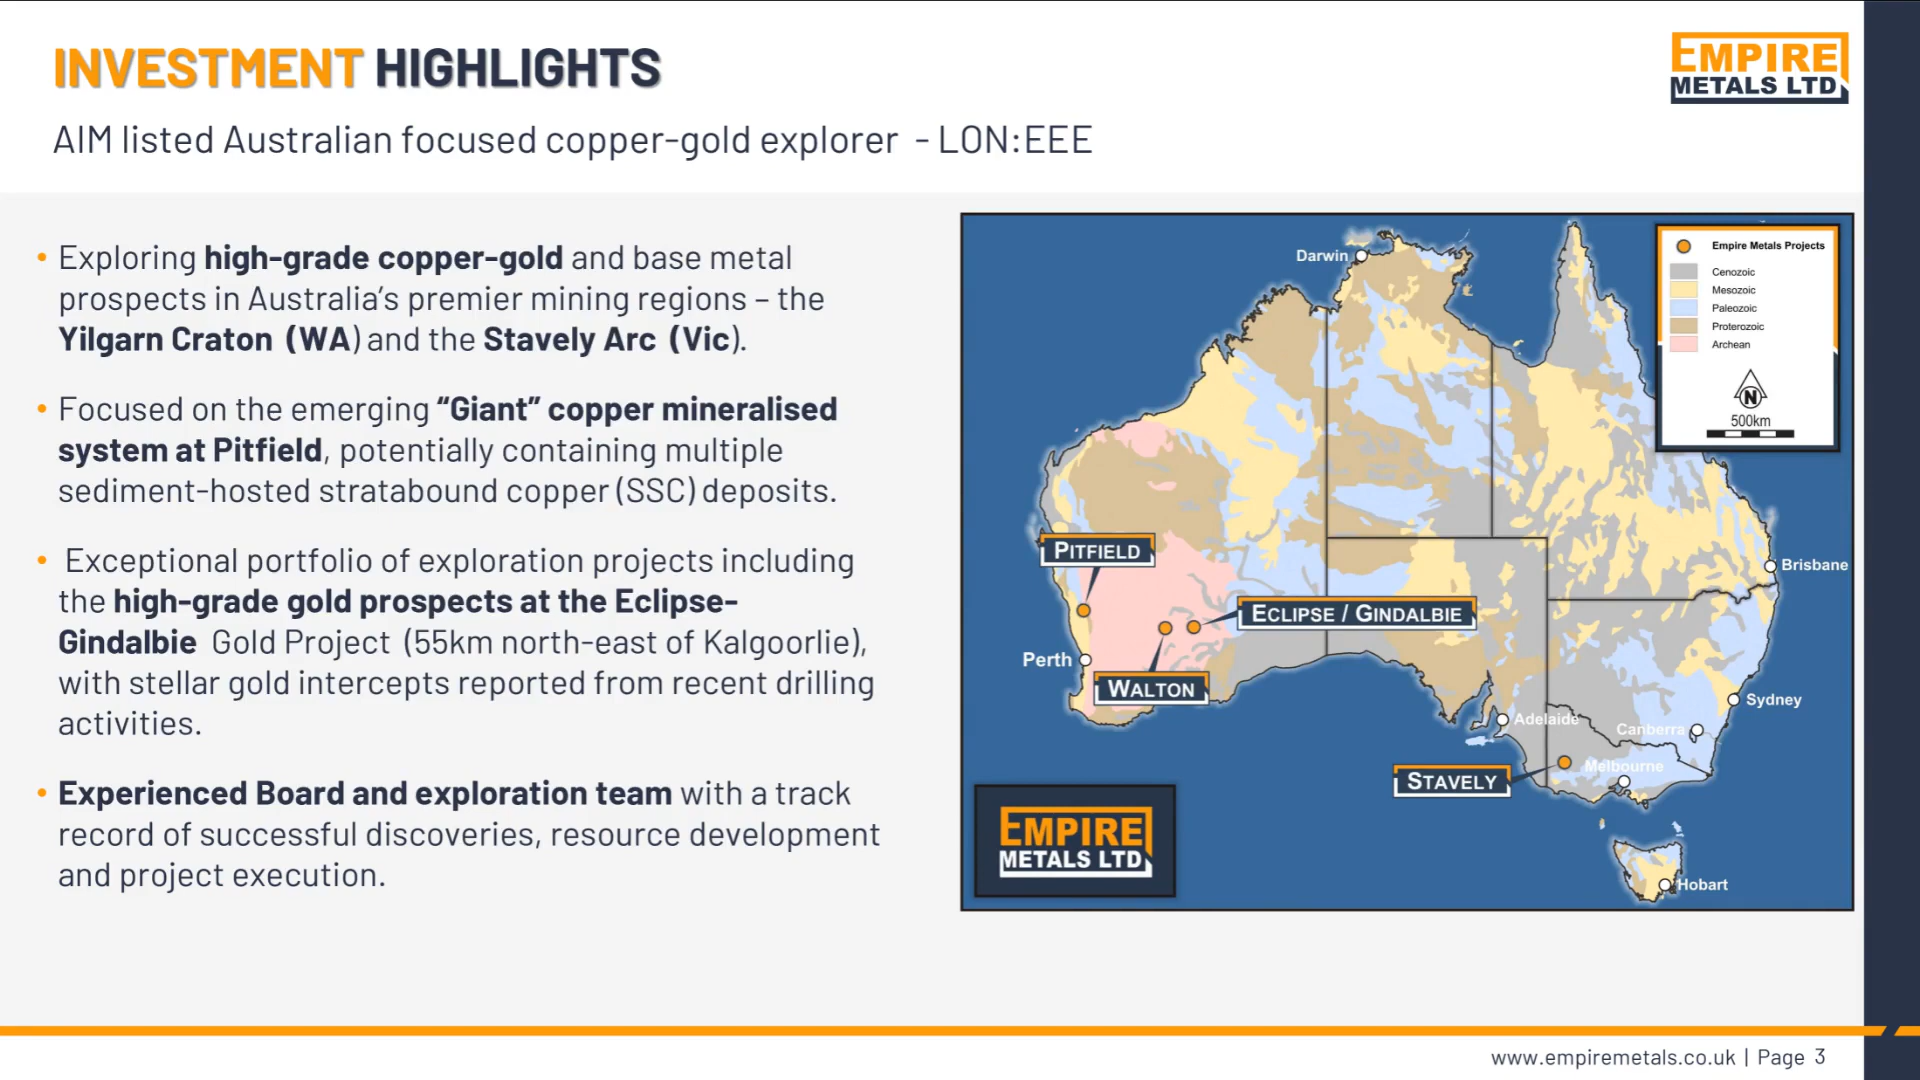 INVESTMENT HIGHLIGHTS
EMPIRE
METALS LTD
AIM listed Australian focused copper-gold explorer - LON:EEE
• Exploring high-grade copper-gold and base metal
prospects in Australia's premier mining regions – the
Yilgarn Craton (WA) and the Stavely Arc (Vic).
• Focused on the emerging “Giant” copper mineralised
system at Pitfield, potentially containing multiple
sediment-hosted stratabound copper (SSC) deposits.
• Exceptional portfolio of exploration projects including
the high-grade gold prospects at the Eclipse-
Gindalbie Gold Project (55km north-east of Kalgoorlie),
with stellar gold intercepts reported from recent drilling
activities.
• Experienced Board and exploration team with a track
record of successful discoveries, resource development
and project execution.
Darwin
Empire Metals Projects
Cenozoic
Mesozoic
Paleozoic
Proterozoic
Archean
N
500km
PITFIELD
Brisbane
ECLIPSE / GINDALBIE
Perth
WALTON
Sydney
Adelaide
Canberra
Melbourne
STAVELY
EMPIRE
METALS LTD
Hobart
www.empiremetals.co.uk | Page 3